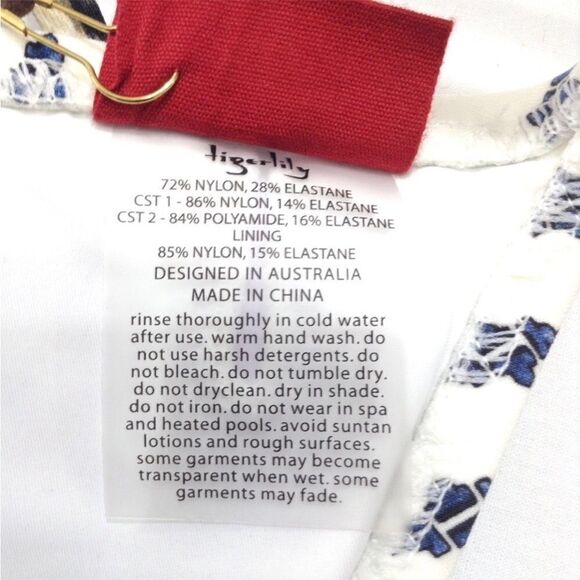 tigerlily
72% NYLON, 28% ELASTANE
CST 1 - 86% NYLON, 14% ELASTANE
CST 2 - 84% POLYAMIDE, 16% ELASTANE
LINING
85% NYLON, 15% ELASTANE
DESIGNED IN AUSTRALIA
MADE IN CHINA
rinse thoroughly in cold water
after use. warm hand wash. do
not use harsh detergents. do
not bleach. do not tumble dry.
do not dryclean. dry in shade.
do not iron. do not wear in spa
and heated pools. avoid suntan
lotions and rough surfaces.
some garments may become
transparent when wet. some
garments may fade.